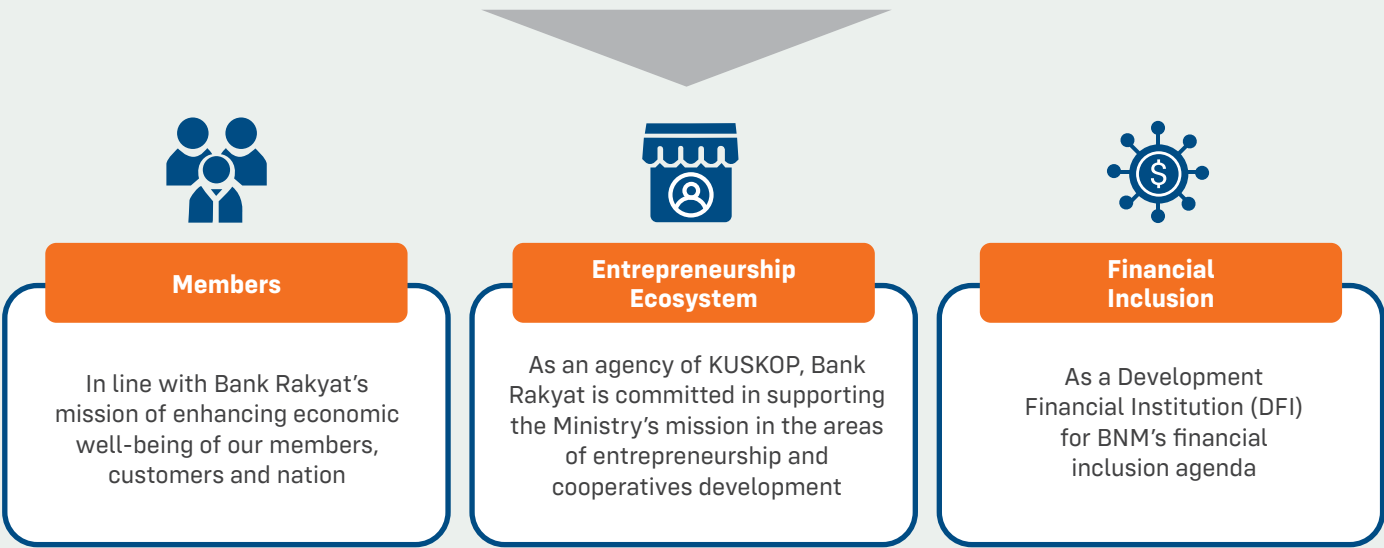 Members
In line with Bank Rakyat's
mission of enhancing economic
well-being of our members,
customers and nation
Entrepreneurship
Ecosystem
As an agency of KUSKOP, Bank
Rakyat is committed in supporting
the Ministry's mission in the areas
of entrepreneurship and
cooperatives development
$
Financial
Inclusion
As a Development
Financial Institution (DFI)
for BNM's financial
inclusion agenda